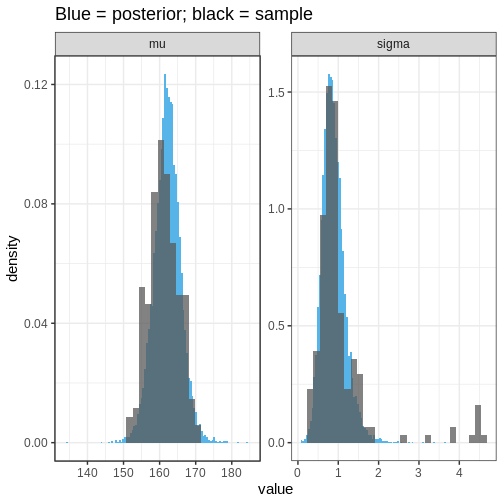 Blue = posterior; black = sample
mu
sigma
density
0.12
0.08
0.04
0.00
1.5
1.0
0.5
0.0
140 150 160 170 180
0 1 2 3 4
value